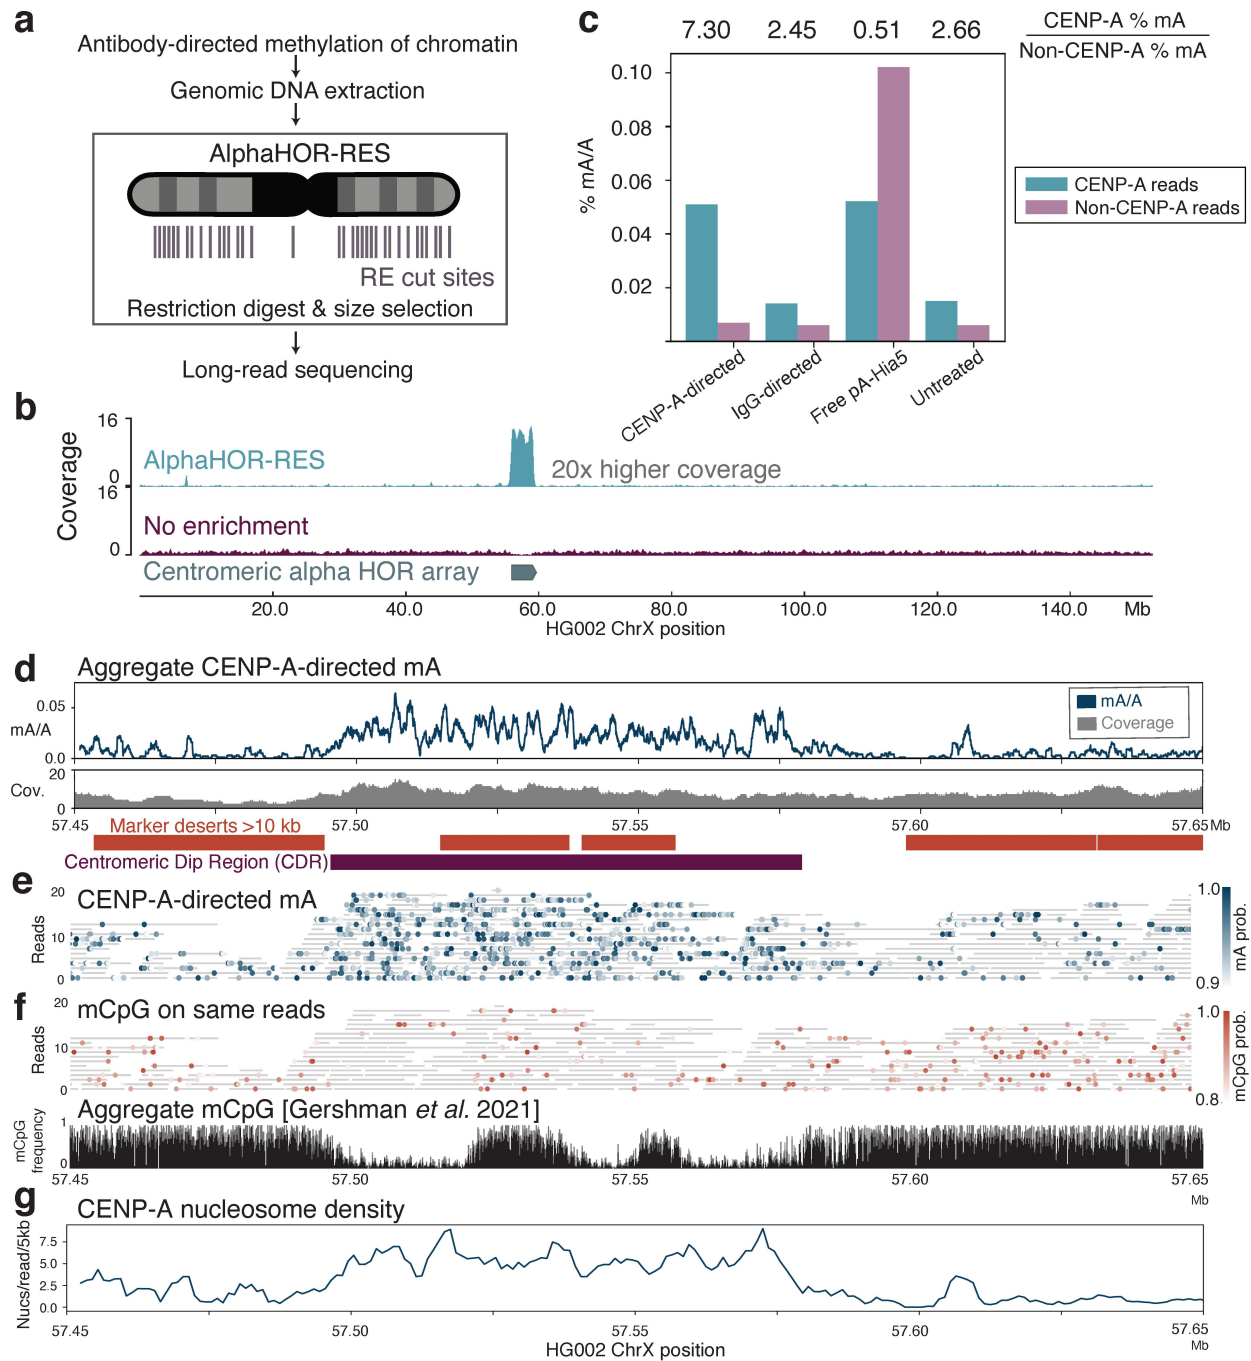 a
Antibody-directed methylation of chromatin
Genomic DNA extraction
AlphaHOR-RES
RE cut sites
Restriction digest & size selection
Long-read sequencing
c
7.30 2.45 0.51 2.66
CENP-A % mA
Non-CENP-A % mA
% mA/A
0.10
0.08
0.06
0.04
0.02
CENP-A reads
Non-CENP-A reads
CENP-A-directed
IgG-directed
Free pA-Hia5
Untreated
b
Coverage
16
0
AlphaHOR-RES
20x higher coverage
16
0
No enrichment
Centromeric alpha HOR array
20.0 40.0 60.0 80.0 100.0 120.0 140.0 Mb
HG002 ChrX position
d
Aggregate CENP-A-directed mA
mA/A
0.05
0.0
mA/A
Coverage
Cov.
20
0
57.45 57.50 57.55 57.60 57.65 Mb
Marker deserts >10 kb
Centromeric Dip Region (CDR)
e
CENP-A-directed mA
Reads
20
10
0
1.0
0.9
mA prob.
f
mCpG on same reads
Reads
20
10
0
1.0
0.8
mCpG prob.
Aggregate mCpG [Gershman et al. 2021]
mCpG
frequency
1
0
57.45 57.50 57.55 57.60 57.65
Mb
g
CENP-A nucleosome density
Nucs/read/5kb
7.5
5.0
2.5
0.0
57.45 57.50 57.55 57.60 57.65
Mb
HG002 ChrX position